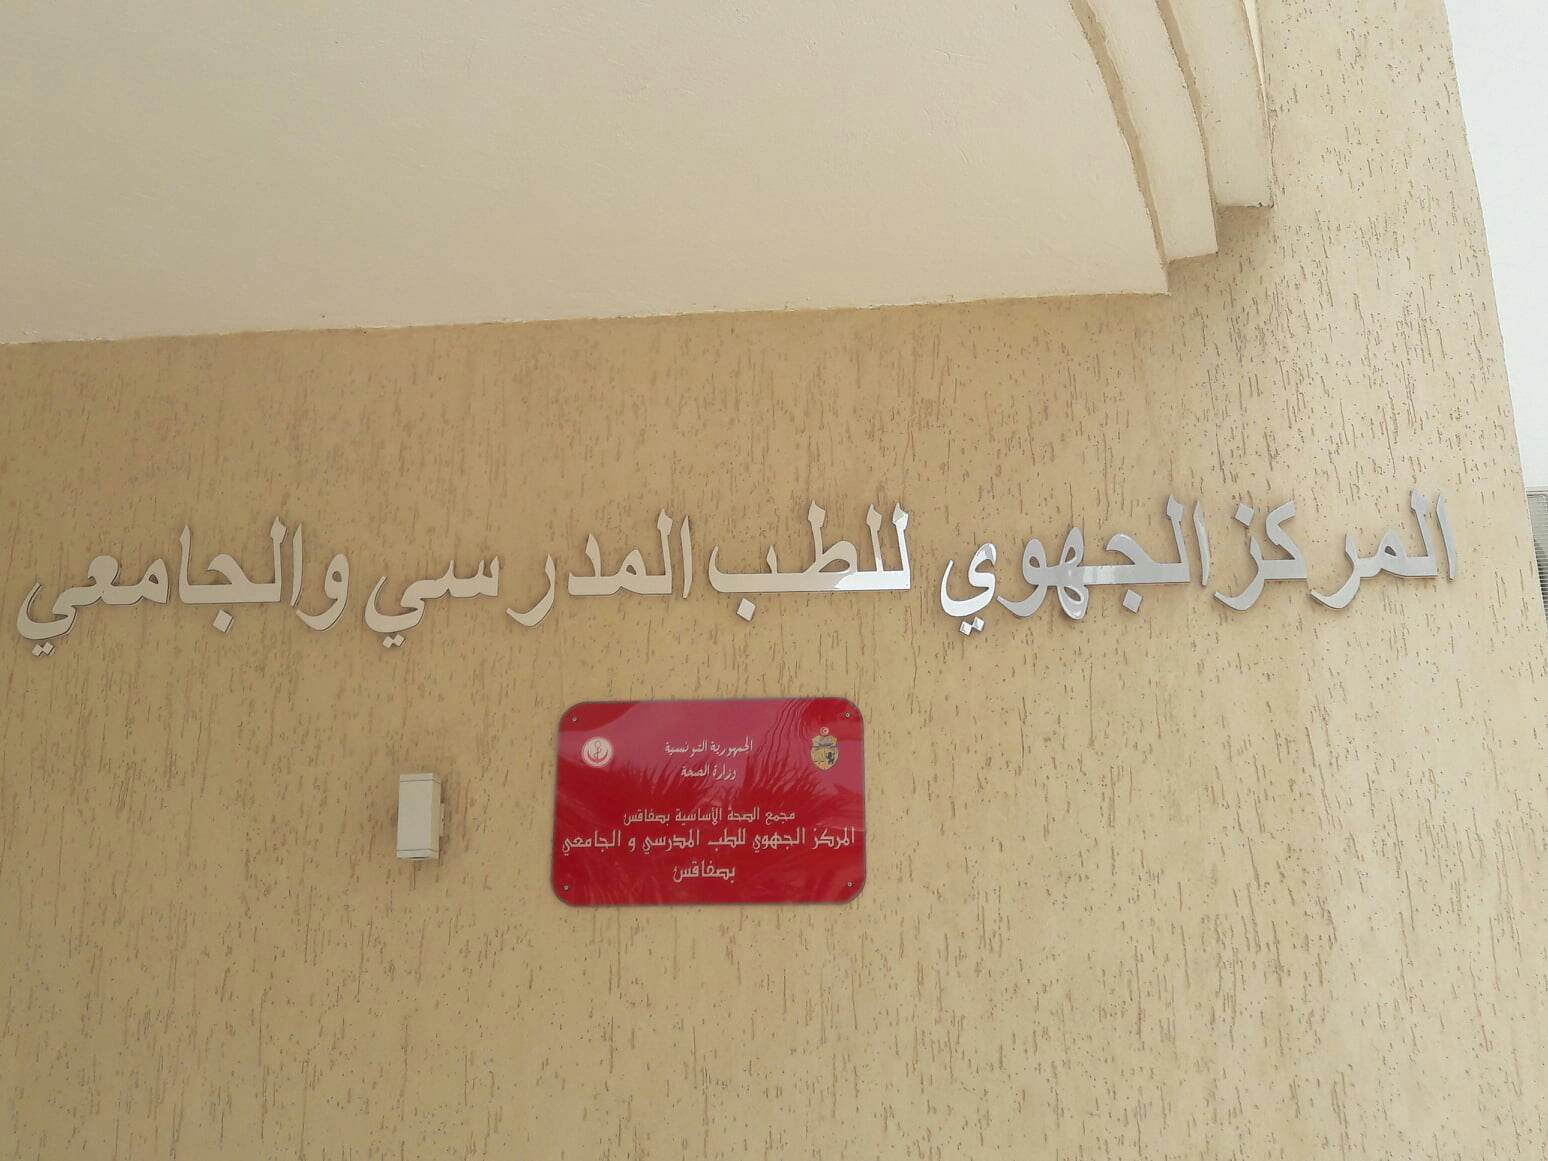 المركز الجهوي للطب المدرسي والجامعي
الجمهورية التونسية
وزارة الصحة
مجمع الصحة الأساسية بصفاقس
المركز الجهوي للطب المدرسي و الجامعي
بصفاقس